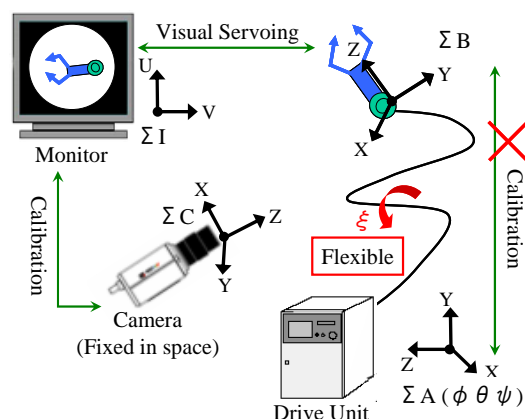 Visual Servoing
U
V
Σ I
Monitor
Calibration
Z
Σ B
Y
X
Calibration
X
Σ C
Z
Y
Camera
(Fixed in space)
ξ
Flexible
Y
Z
X
Σ A ( φ θ ψ )
Drive Unit